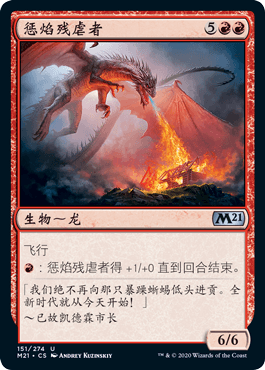 惩焰残虐者 5
生物～龙
M21
飞行
:惩焰残虐者得 +1/+0 直到回合结束。
「我们绝不再向那只暴躁蜥蜴低头进贡。全
新时代就从今天开始!」
～已故凯德霖市长
6/6
151/274 U
M21 • CS ANDREY KUZINSKIY
™ & © 2020 Wizards of the Coast